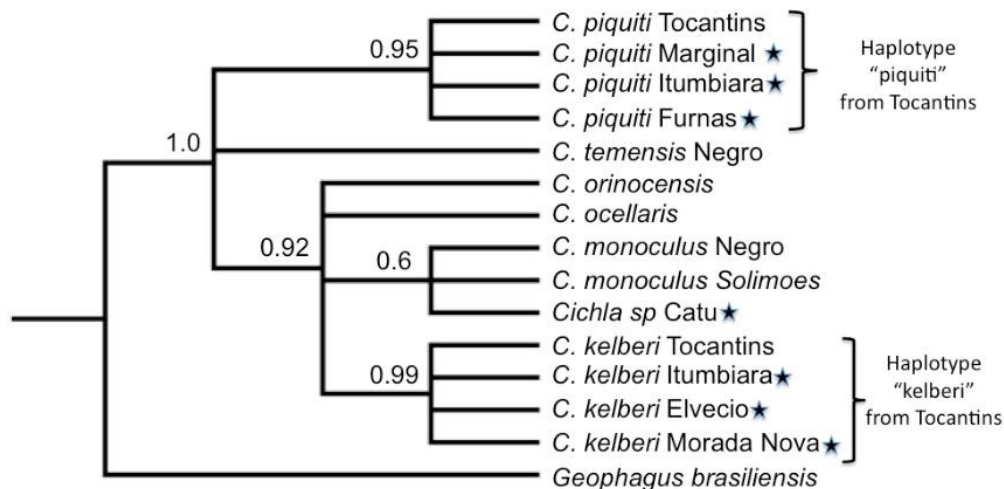 C. piquiti Tocantins
0.95
C. piquiti Marginal ★
C. piquiti Itumbiara★
C. piquiti Furnas ★
Haplotype
"piquiti"
from Tocantins
1.0
C. temensis Negro
C. orinocensis
C. ocellaris
0.92
C. monoculus Negro
0.6
C. monoculus Solimoes
Cichla sp Catu★
C. kelberi Tocantins
0.99
C. kelberi Itumbiara★
C. kelberi Elvecio ★
C. kelberi Morada Nova★
Haplotype
"kelberi"
from Tocantins
Geophagus brasiliensis